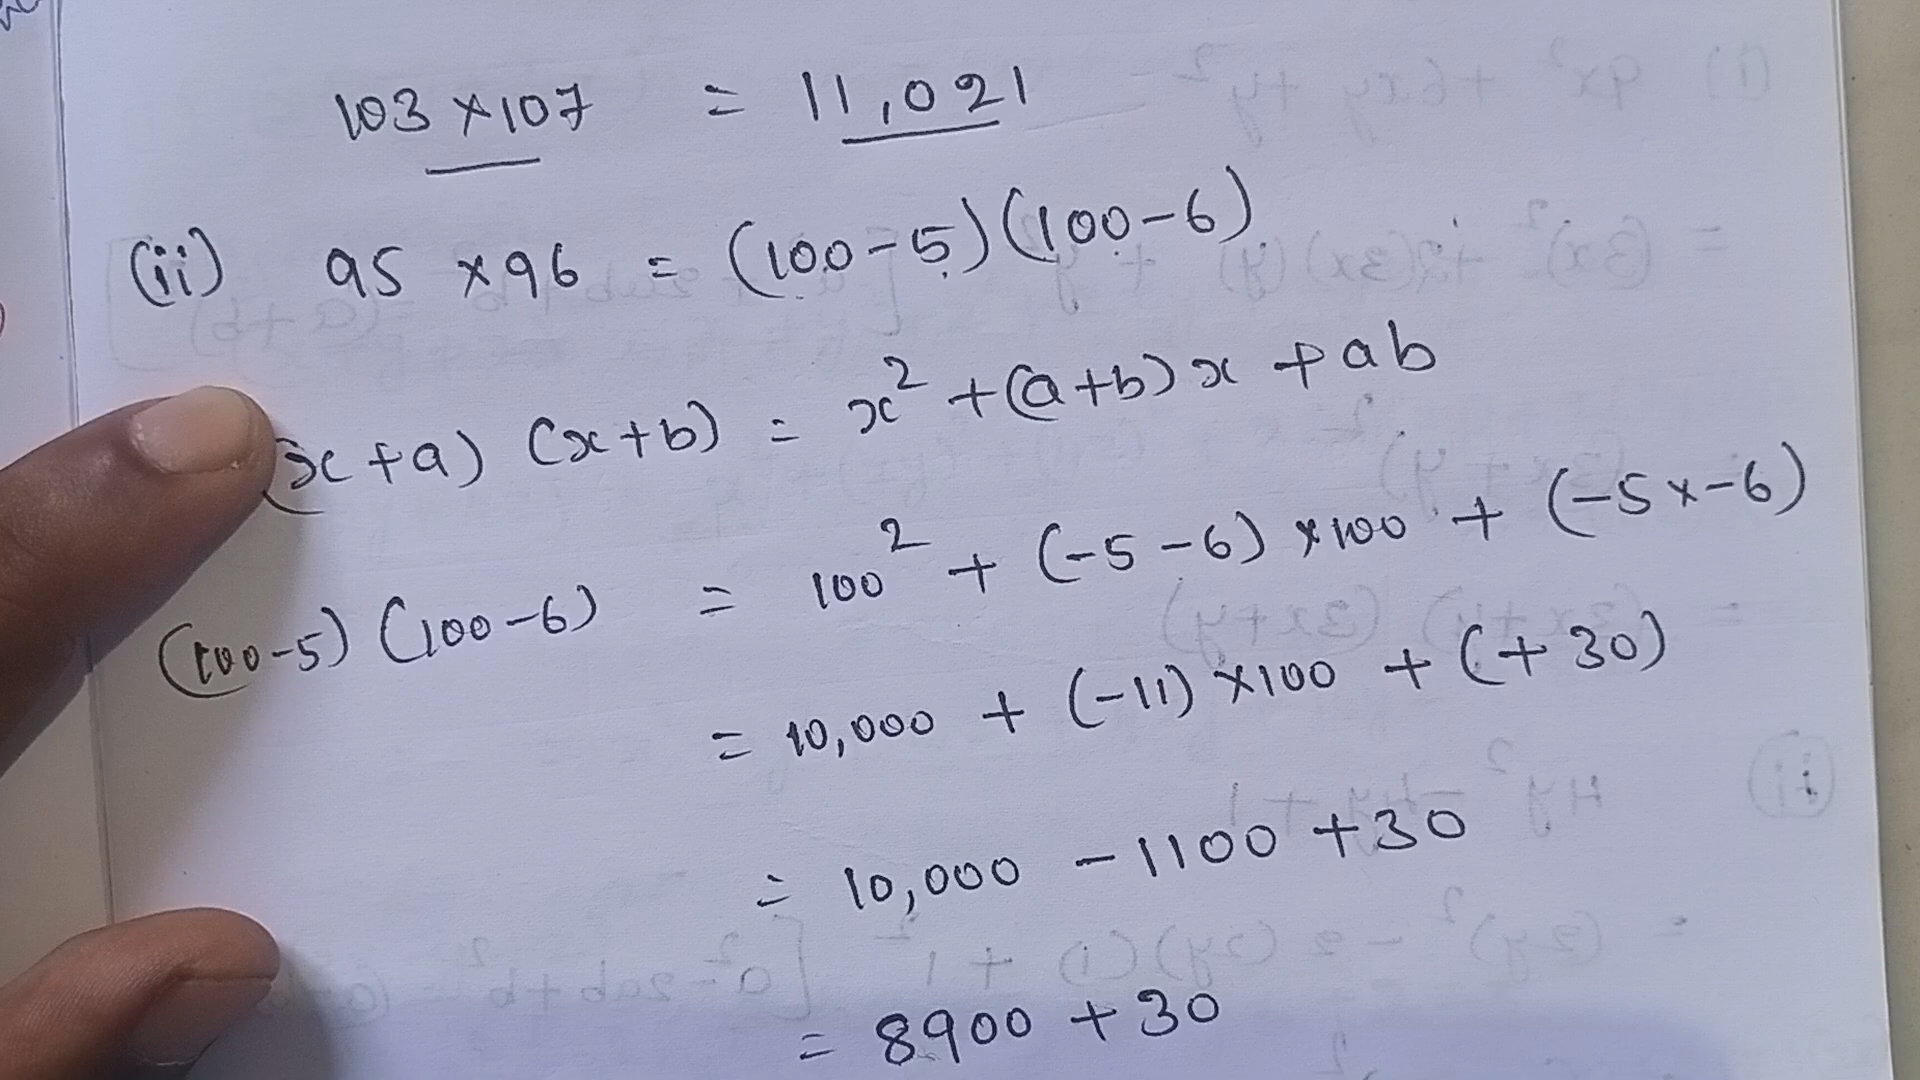 103 × 107 = 11,021
(ii) 95 × 96 = (100-5)(100-6)
(x+a) (x+b) = x² + (a+b) x + ab
(100-5) (100-6) = 100² + (-5-6) × 100 + (-5×-6)
= 10,000 + (-11) × 100 + (+30)
= 10,000 - 1100 + 30
= 8900 + 30